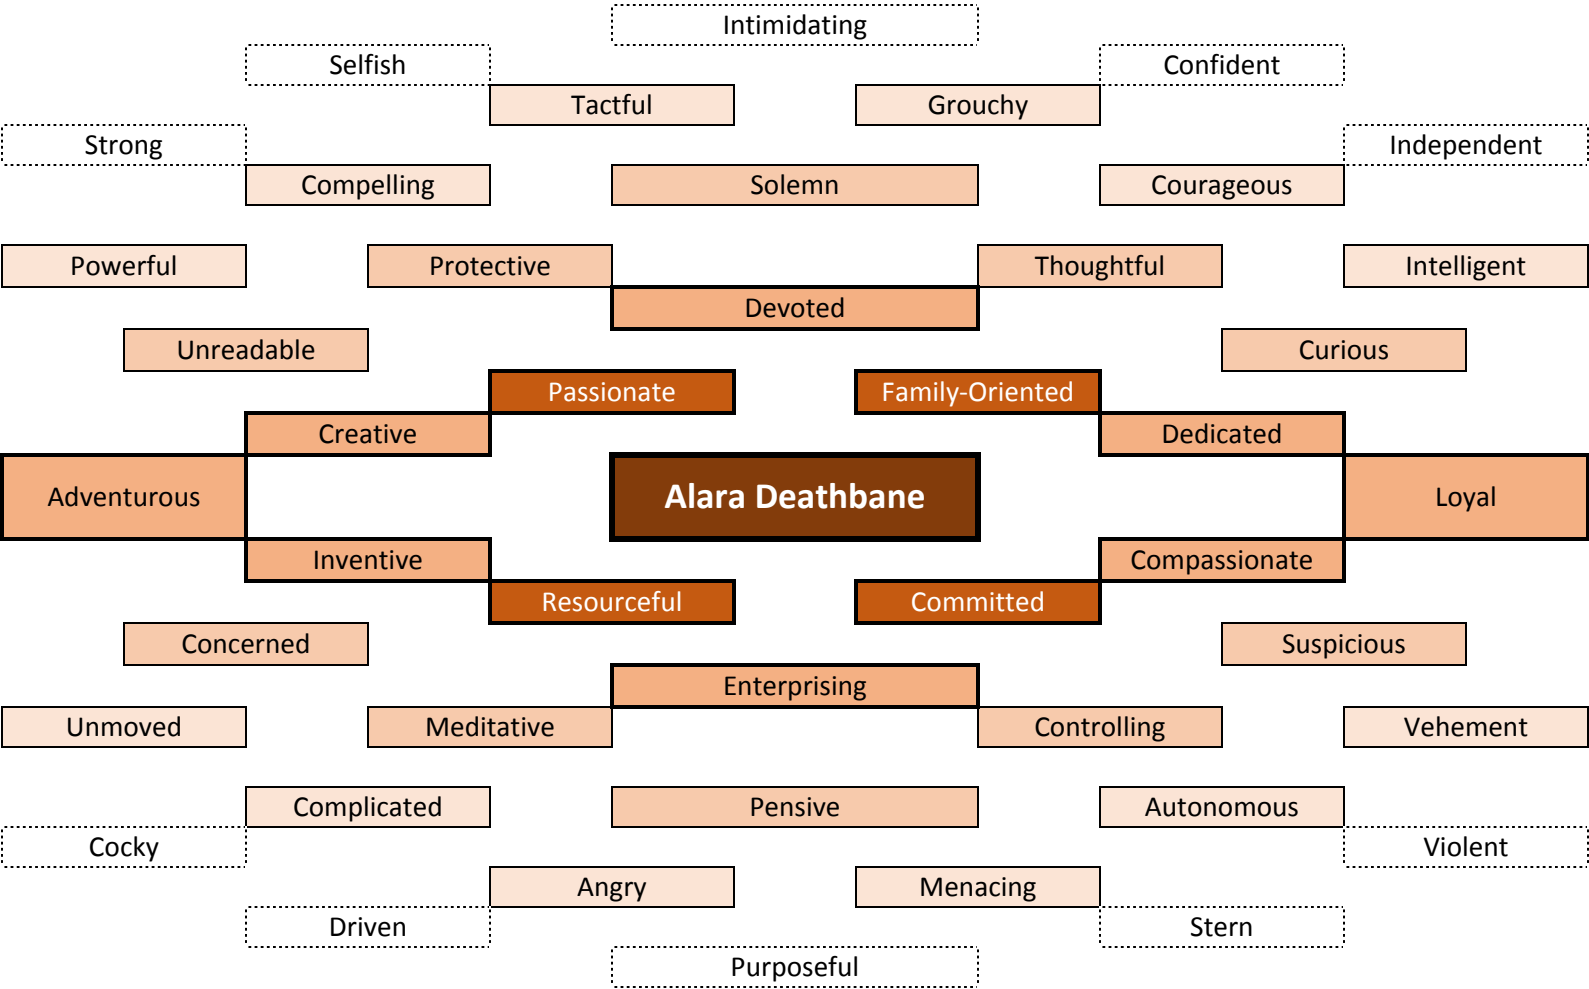 Intimidating
Selfish
Confident
Tactful
Grouchy
Strong
Independent
Compelling
Solemn
Courageous
Powerful
Protective
Thoughtful
Intelligent
Devoted
Unreadable
Curious
Passionate
Family-Oriented
Creative
Dedicated
Adventurous
Alara Deathbane
Loyal
Inventive
Compassionate
Resourceful
Committed
Concerned
Suspicious
Enterprising
Unmoved
Meditative
Controlling
Vehement
Complicated
Pensive
Autonomous
Cocky
Violent
Angry
Menacing
Driven
Stern
Purposeful